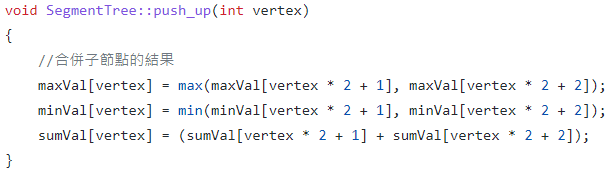 void SegmentTree::push_up(int vertex)
{
    //合併子節點的結果
    maxVal[vertex] = max(maxVal[vertex * 2 + 1], maxVal[vertex * 2 + 2]);
    minVal[vertex] = min(minVal[vertex * 2 + 1], minVal[vertex * 2 + 2]);
    sumVal[vertex] = (sumVal[vertex * 2 + 1] + sumVal[vertex * 2 + 2]);
}